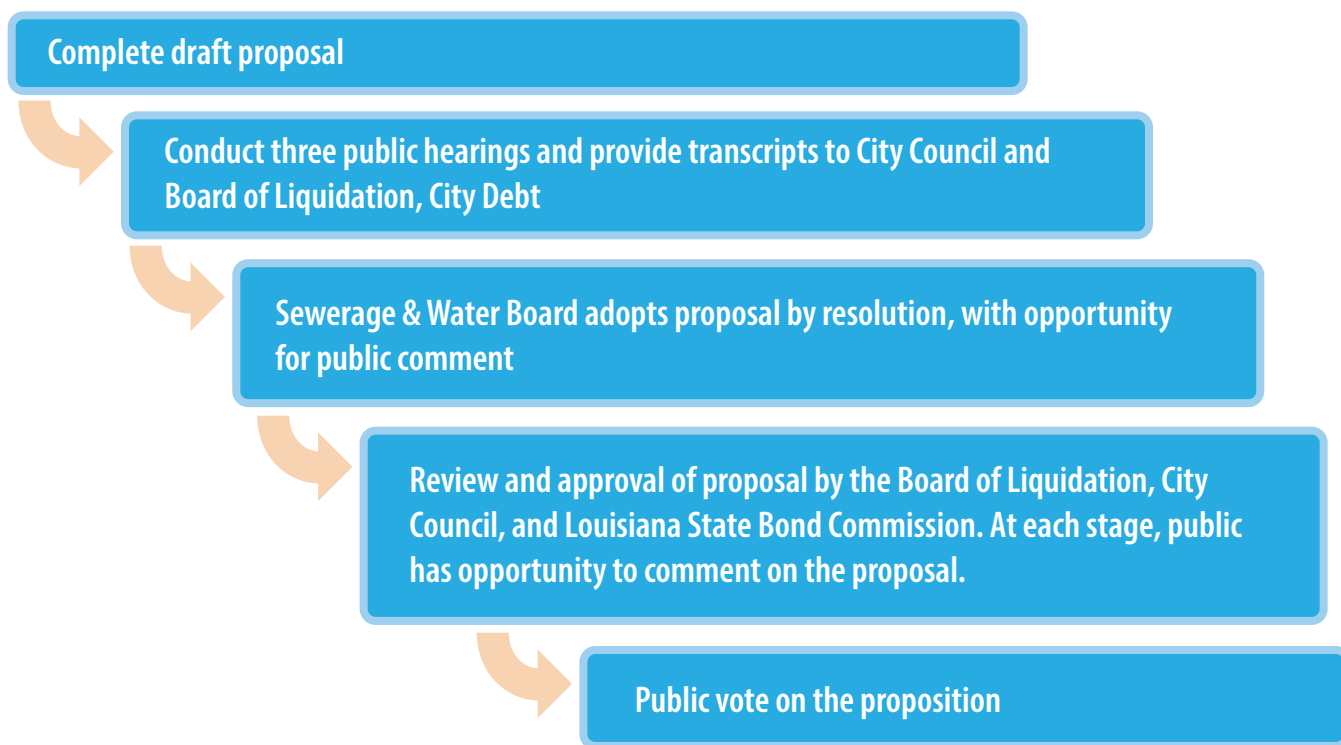 Complete draft proposal
Conduct three public hearings and provide transcripts to City Council and
Board of Liquidation, City Debt
Sewerage & Water Board adopts proposal by resolution, with opportunity
for public comment
Review and approval of proposal by the Board of Liquidation, City
Council, and Louisiana State Bond Commission. At each stage, public
has opportunity to comment on the proposal.
Public vote on the proposition